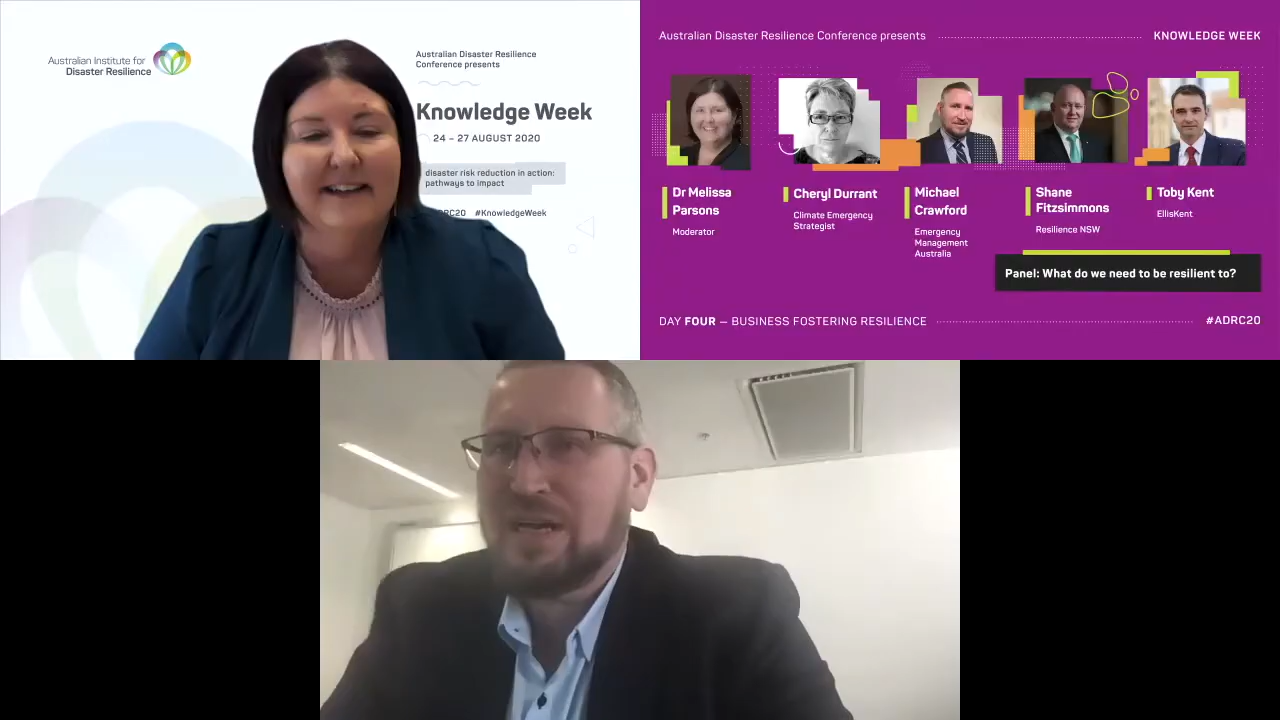 Australian Institute for
Disaster Resilience
Australian Disaster Resilience
Conference presents
Knowledge Week
24 – 27 AUGUST 2020
disaster risk reduction in action:
pathways to impact
#KnowledgeWeek
Australian Disaster Resilience Conference presents
KNOWLEDGE WEEK
Dr Melissa
Parsons
Moderator
Cheryl Durrant
Climate Emergency
Strategist
Michael
Crawford
Emergency
Management
Australia
Shane
Fitzsimmons
Resilience NSW
Toby Kent
EllisKent
Panel: What do we need to be resilient to?
DAY FOUR — BUSINESS FOSTERING RESILIENCE
#ADRC20